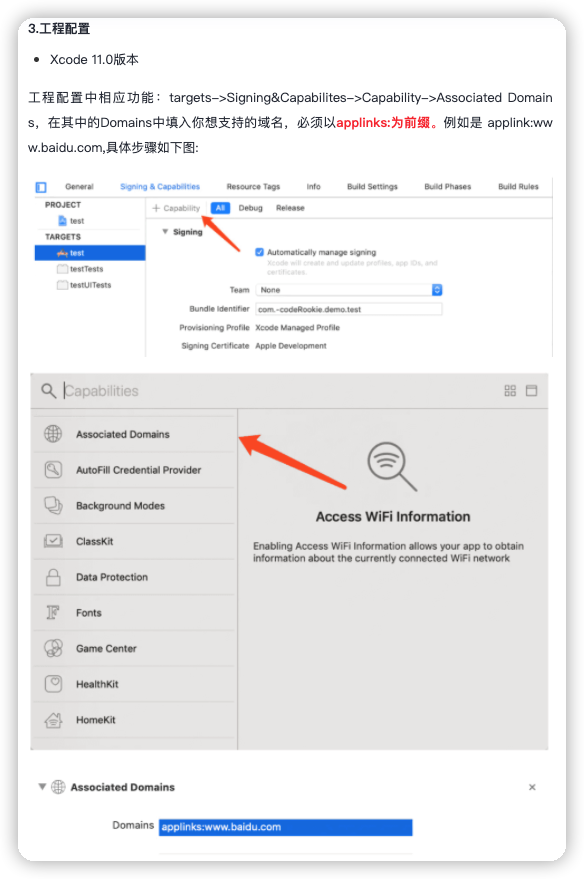 3.工程配置
Xcode 11.0版本
工程配置中相应功能：targets–>Signing&Capabilites–>Capability–>Associated Domain
s，在其中的Domains中填入你想支持的域名，必须以applinks:为前缀。例如是 applink:ww
w.baidu.com,具体步骤如下图:
General Signing & Capabilities Resource Tags Info Build Settings Build Phases Build Rules
PROJECT
+ Capability All Debug Release
test
TARGETS
Signing
test
testTests
testUITests
Automatically manage signing
Xcode will create and update profiles, app IDs, and
certificates.
Team None
Bundle Identifier com.-codeRookie.demo.test
Provisioning Profile Xcode Managed Profile
Signing Certificate Apple Development
Capabilities
Associated Domains
AutoFill Credential Provider
Background Modes
ClassKit
Data Protection
Fonts
Game Center
HealthKit
HomeKit
Access WiFi Information
Enabling Access WiFi Information allows your app to obtain
information about the currently connected WiFi network
Associated Domains
Domains applinks:www.baidu.com